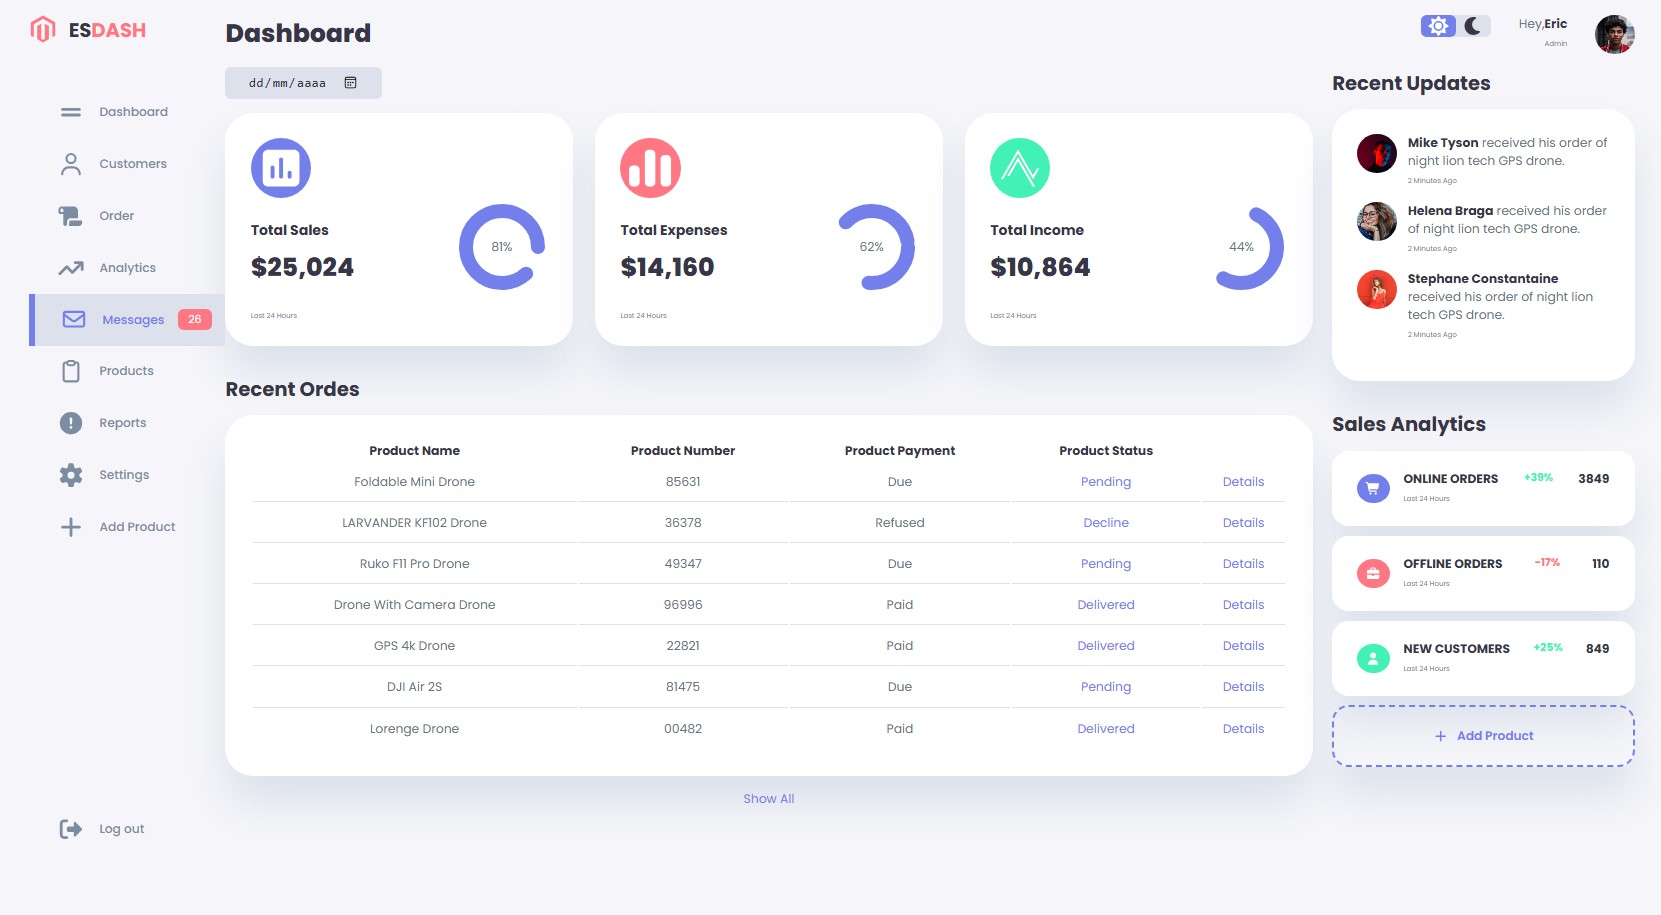 ESDASH
Dashboard
Customers
Order
Analytics
Messages 26
Products
Reports
Settings
Add Product
Log out
Dashboard
dd/mm/aaaa
Total Sales
$25,024
81%
Last 24 Hours
Total Expenses
$14,160
62%
Last 24 Hours
Total Income
$10,864
44%
Last 24 Hours
Recent Ordes
Product Name Product Number Product Payment Product Status
Foldable Mini Drone 85631 Due Pending Details
LARVANDER KF102 Drone 36378 Refused Decline Details
Ruko F11 Pro Drone 49347 Due Pending Details
Drone With Camera Drone 96996 Paid Delivered Details
GPS 4k Drone 22821 Paid Delivered Details
DJI Air 2S 81475 Due Pending Details
Lorenge Drone 00482 Paid Delivered Details
Show All
Hey,Eric
Admin
Recent Updates
Mike Tyson received his order of
night lion tech GPS drone.
2 Minutes Ago
Helena Braga received his order
of night lion tech GPS drone.
2 Minutes Ago
Stephane Constantaine
received his order of night lion
tech GPS drone.
2 Minutes Ago
Sales Analytics
ONLINE ORDERS +39% 3849
Last 24 Hours
OFFLINE ORDERS -17% 110
Last 24 Hours
NEW CUSTOMERS +25% 849
Last 24 Hours
Add Product